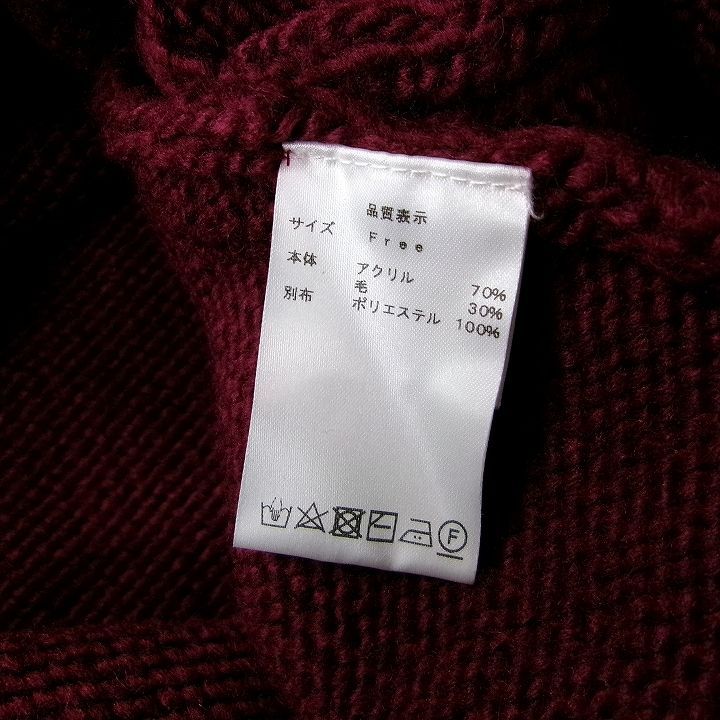 品質表示
サイズ Free
本体 アクリル 70%
毛 30%
別布 ポリエステル 100%
F